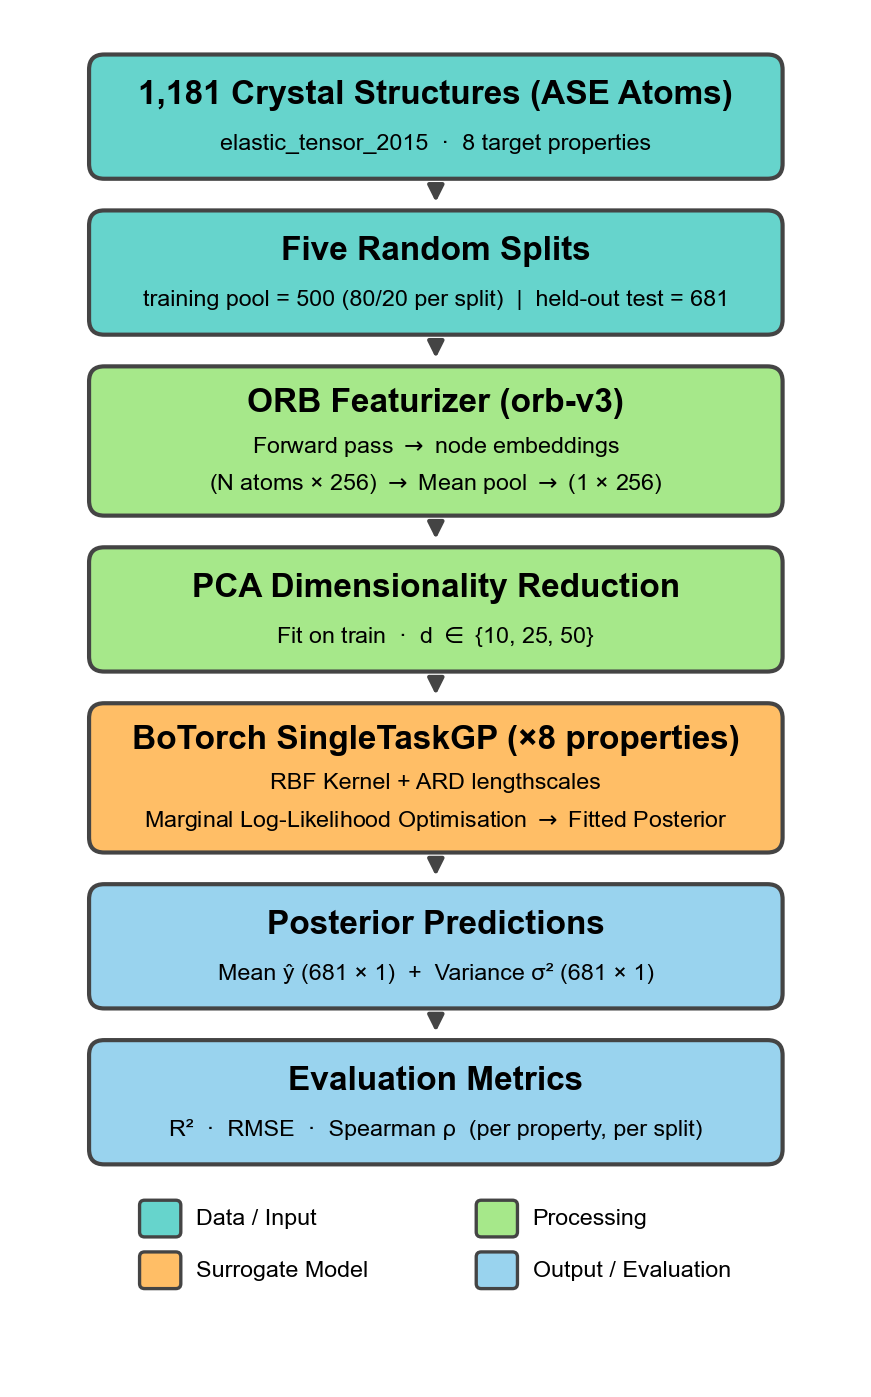 1,181 Crystal Structures (ASE Atoms)
elastic_tensor_2015 · 8 target properties
Five Random Splits
training pool = 500 (80/20 per split) | held-out test = 681
ORB Featurizer (orb-v3)
Forward pass → node embeddings
(N atoms × 256) → Mean pool → (1 × 256)
PCA Dimensionality Reduction
Fit on train · d ∈ {10, 25, 50}
BoTorch SingleTaskGP (×8 properties)
RBF Kernel + ARD lengthscales
Marginal Log-Likelihood Optimisation → Fitted Posterior
Posterior Predictions
Mean ŷ (681 × 1) + Variance σ² (681 × 1)
Evaluation Metrics
R² · RMSE · Spearman ρ (per property, per split)
Data / Input
Processing
Surrogate Model
Output / Evaluation